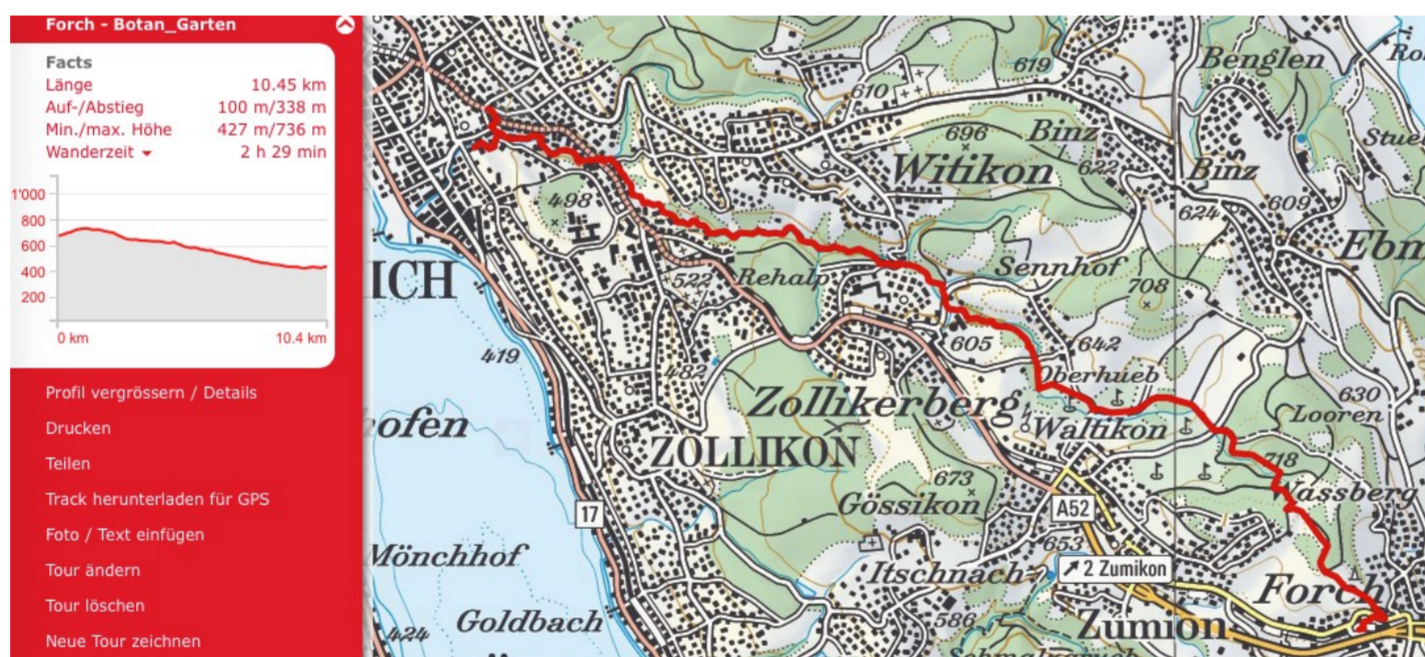 Forch - Botan_Garten
Facts
Länge 10.45 km
Auf-/Abstieg 100 m/338 m
Min./max. Höhe 427 m/736 m
Wanderzeit 2 h 29 min
1'000
800
600
400
200
0 km 10.4 km
Profil vergrössern / Details
Drucken
Teilen
Track herunterladen für GPS
Foto / Text einfügen
Tour ändern
Tour löschen
Neue Tour zeichnen
619
Benglen
610
696
Binz
Witikon
622
Binz
Stue
498
624
609
Ebm
ICH
522
Rehalp
Sennhof
708
419
605
642
482
Oberhueb
630
Looren
ofen
Zollikerberg
Waltikon
ZOLLIKON
718
Wassberg
673
Gössikon
17
A52
653
Mönchhof
Itschnach
2 Zumikon
Forch
Goldbach
586
Zumion
424